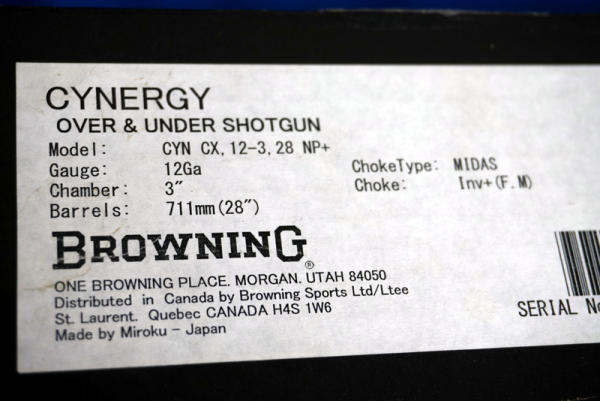 CYNERGY
OVER & UNDER SHOTGUN
Model: CYN CX, 12-3, 28 NP+
Gauge: 12Ga
Chamber: 3"
Barrels: 711mm(28")
ChokeType: MIDAS
Choke: Inv+(F.M)
BROWNING®
ONE BROWNING PLACE. MORGAN. UTAH 84050
Distributed in Canada by Browning Sports Ltd/Ltee
St. Laurent. Quebec CANADA H4S 1W6
Made by Miroku - Japan
SERIAL No